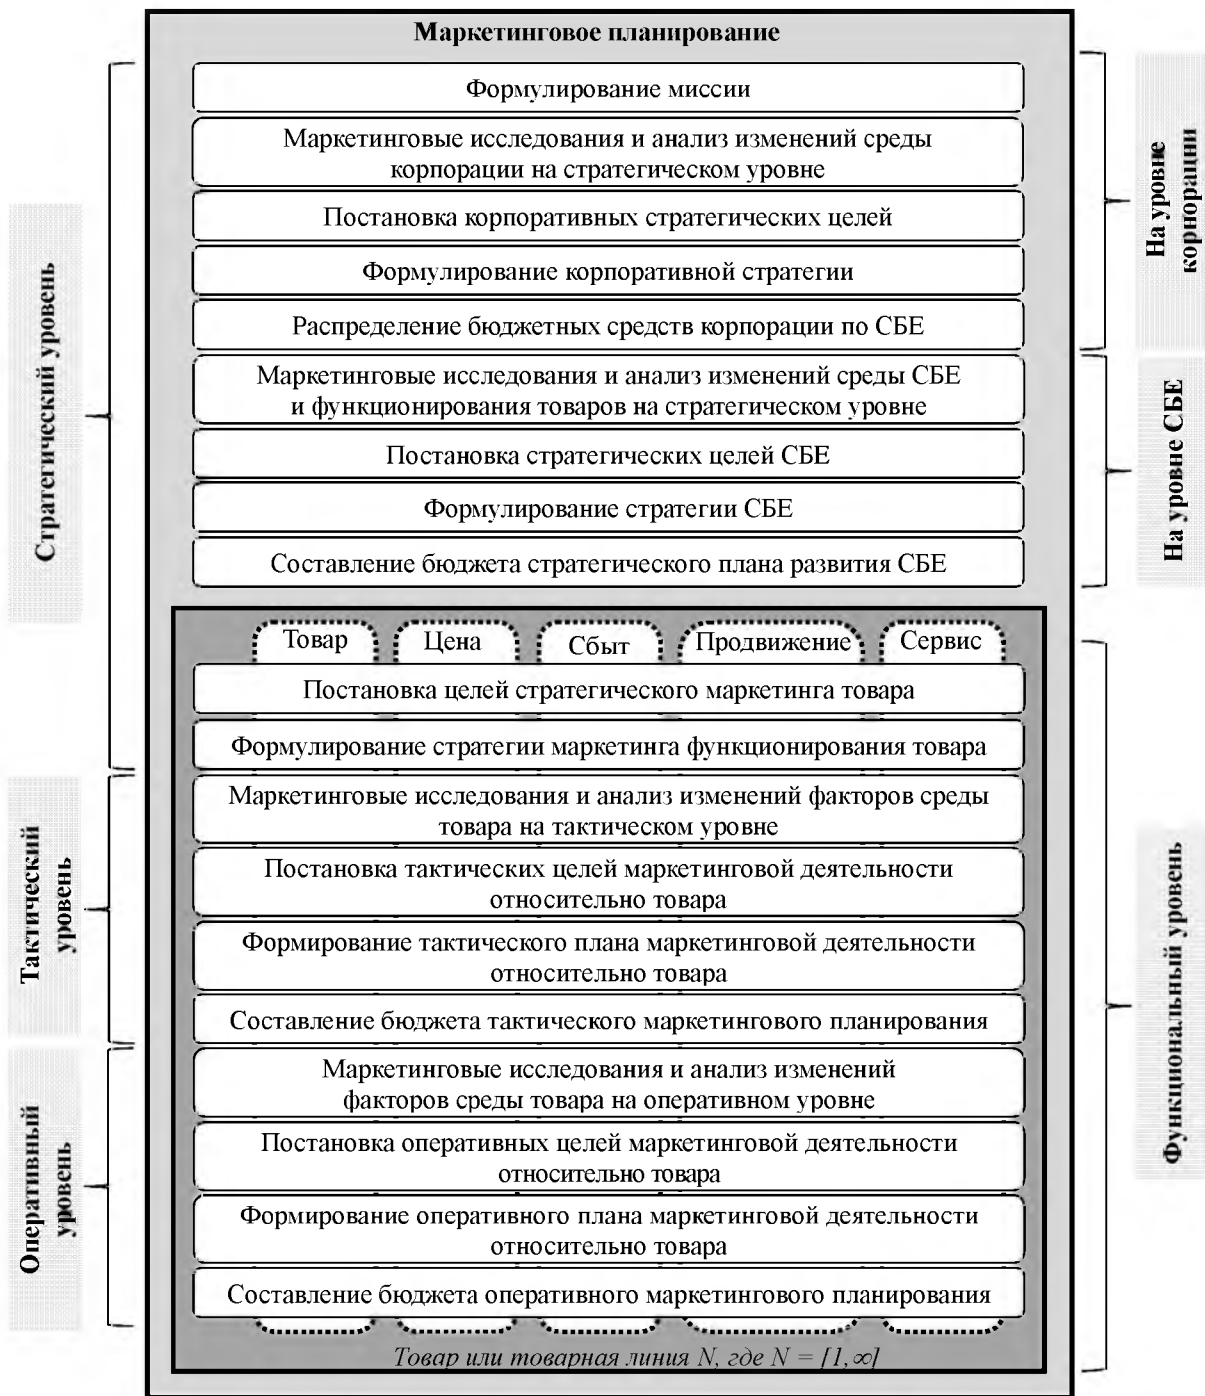 Маркетинговое планирование
Формулирование миссии
Маркетинговые исследования и анализ изменений среды
корпорации на стратегическом уровне
Постановка корпоративных стратегических целей
Формулирование корпоративной стратегии
Распределение бюджетных средств корпорации по СБЕ
Маркетинговые исследования и анализ изменений среды СБЕ
и функционирования товаров на стратегическом уровне
Постановка стратегических целей СБЕ
Формулирование стратегии СБЕ
Составление бюджета стратегического плана развития СБЕ
Товар
Цена
Сбыт
Продвижение
Сервис
Постановка целей стратегического маркетинга товара
Формулирование стратегии маркетинга функционирования товара
Маркетинговые исследования и анализ изменений факторов среды
товара на тактическом уровне
Постановка тактических целей маркетинговой деятельности
относительно товара
Формирование тактического плана маркетинговой деятельности
относительно товара
Составление бюджета тактического маркетингового планирования
Маркетинговые исследования и анализ изменений
факторов среды товара на оперативном уровне
Постановка оперативных целей маркетинговой деятельности
относительно товара
Формирование оперативного плана маркетинговой деятельности
относительно товара
Составление бюджета оперативного маркетингового планирования
Товар или товарная линия N, где N = [1, ∞]
Стратегический уровень
Тактический
уровень
Оперативный
уровень
На уровне
корпорации
На уровне СБЕ
Функциональный уровень